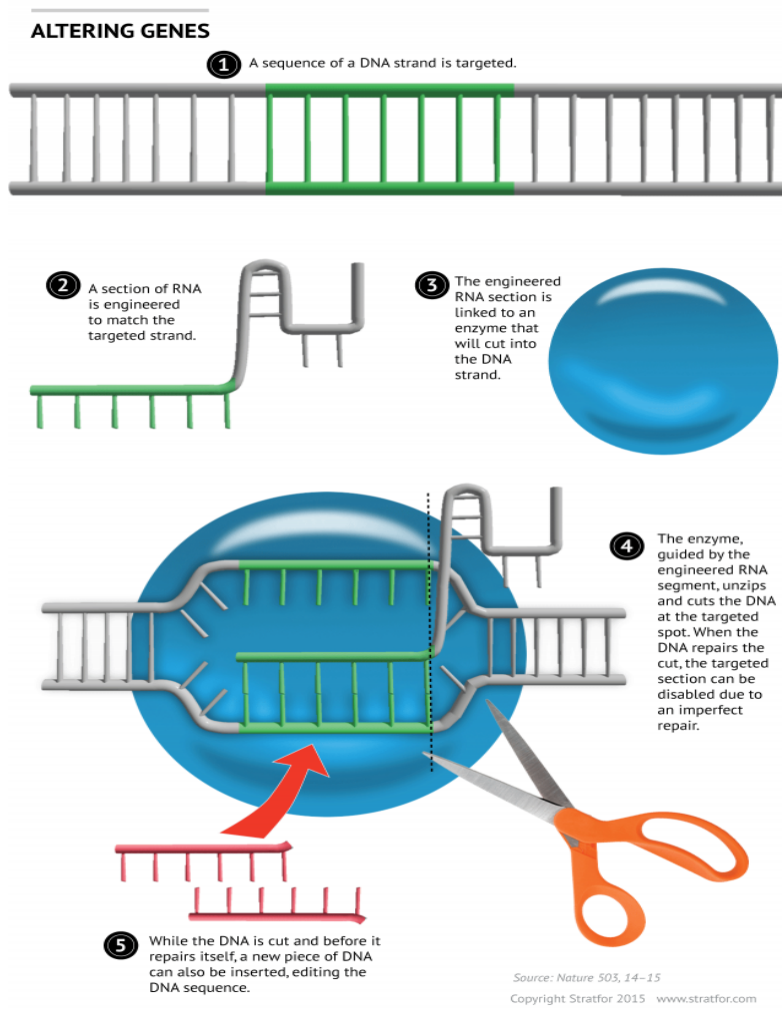 ALTERING GENES
1 A sequence of a DNA strand is targeted.
2 A section of RNA
is engineered
to match the
targeted strand.
3 The engineered
RNA section is
linked to an
enzyme that
will cut into
the DNA
strand.
4 The enzyme,
guided by the
engineered RNA
segment, unzips
and cuts the DNA
at the targeted
spot. When the
DNA repairs the
cut, the targeted
section can be
disabled due to
an imperfect
repair.
5 While the DNA is cut and before it
repairs itself, a new piece of DNA
can also be inserted, editing the
DNA sequence.
Source: Nature 503, 14–15
Copyright Stratfor 2015 www.stratfor.com